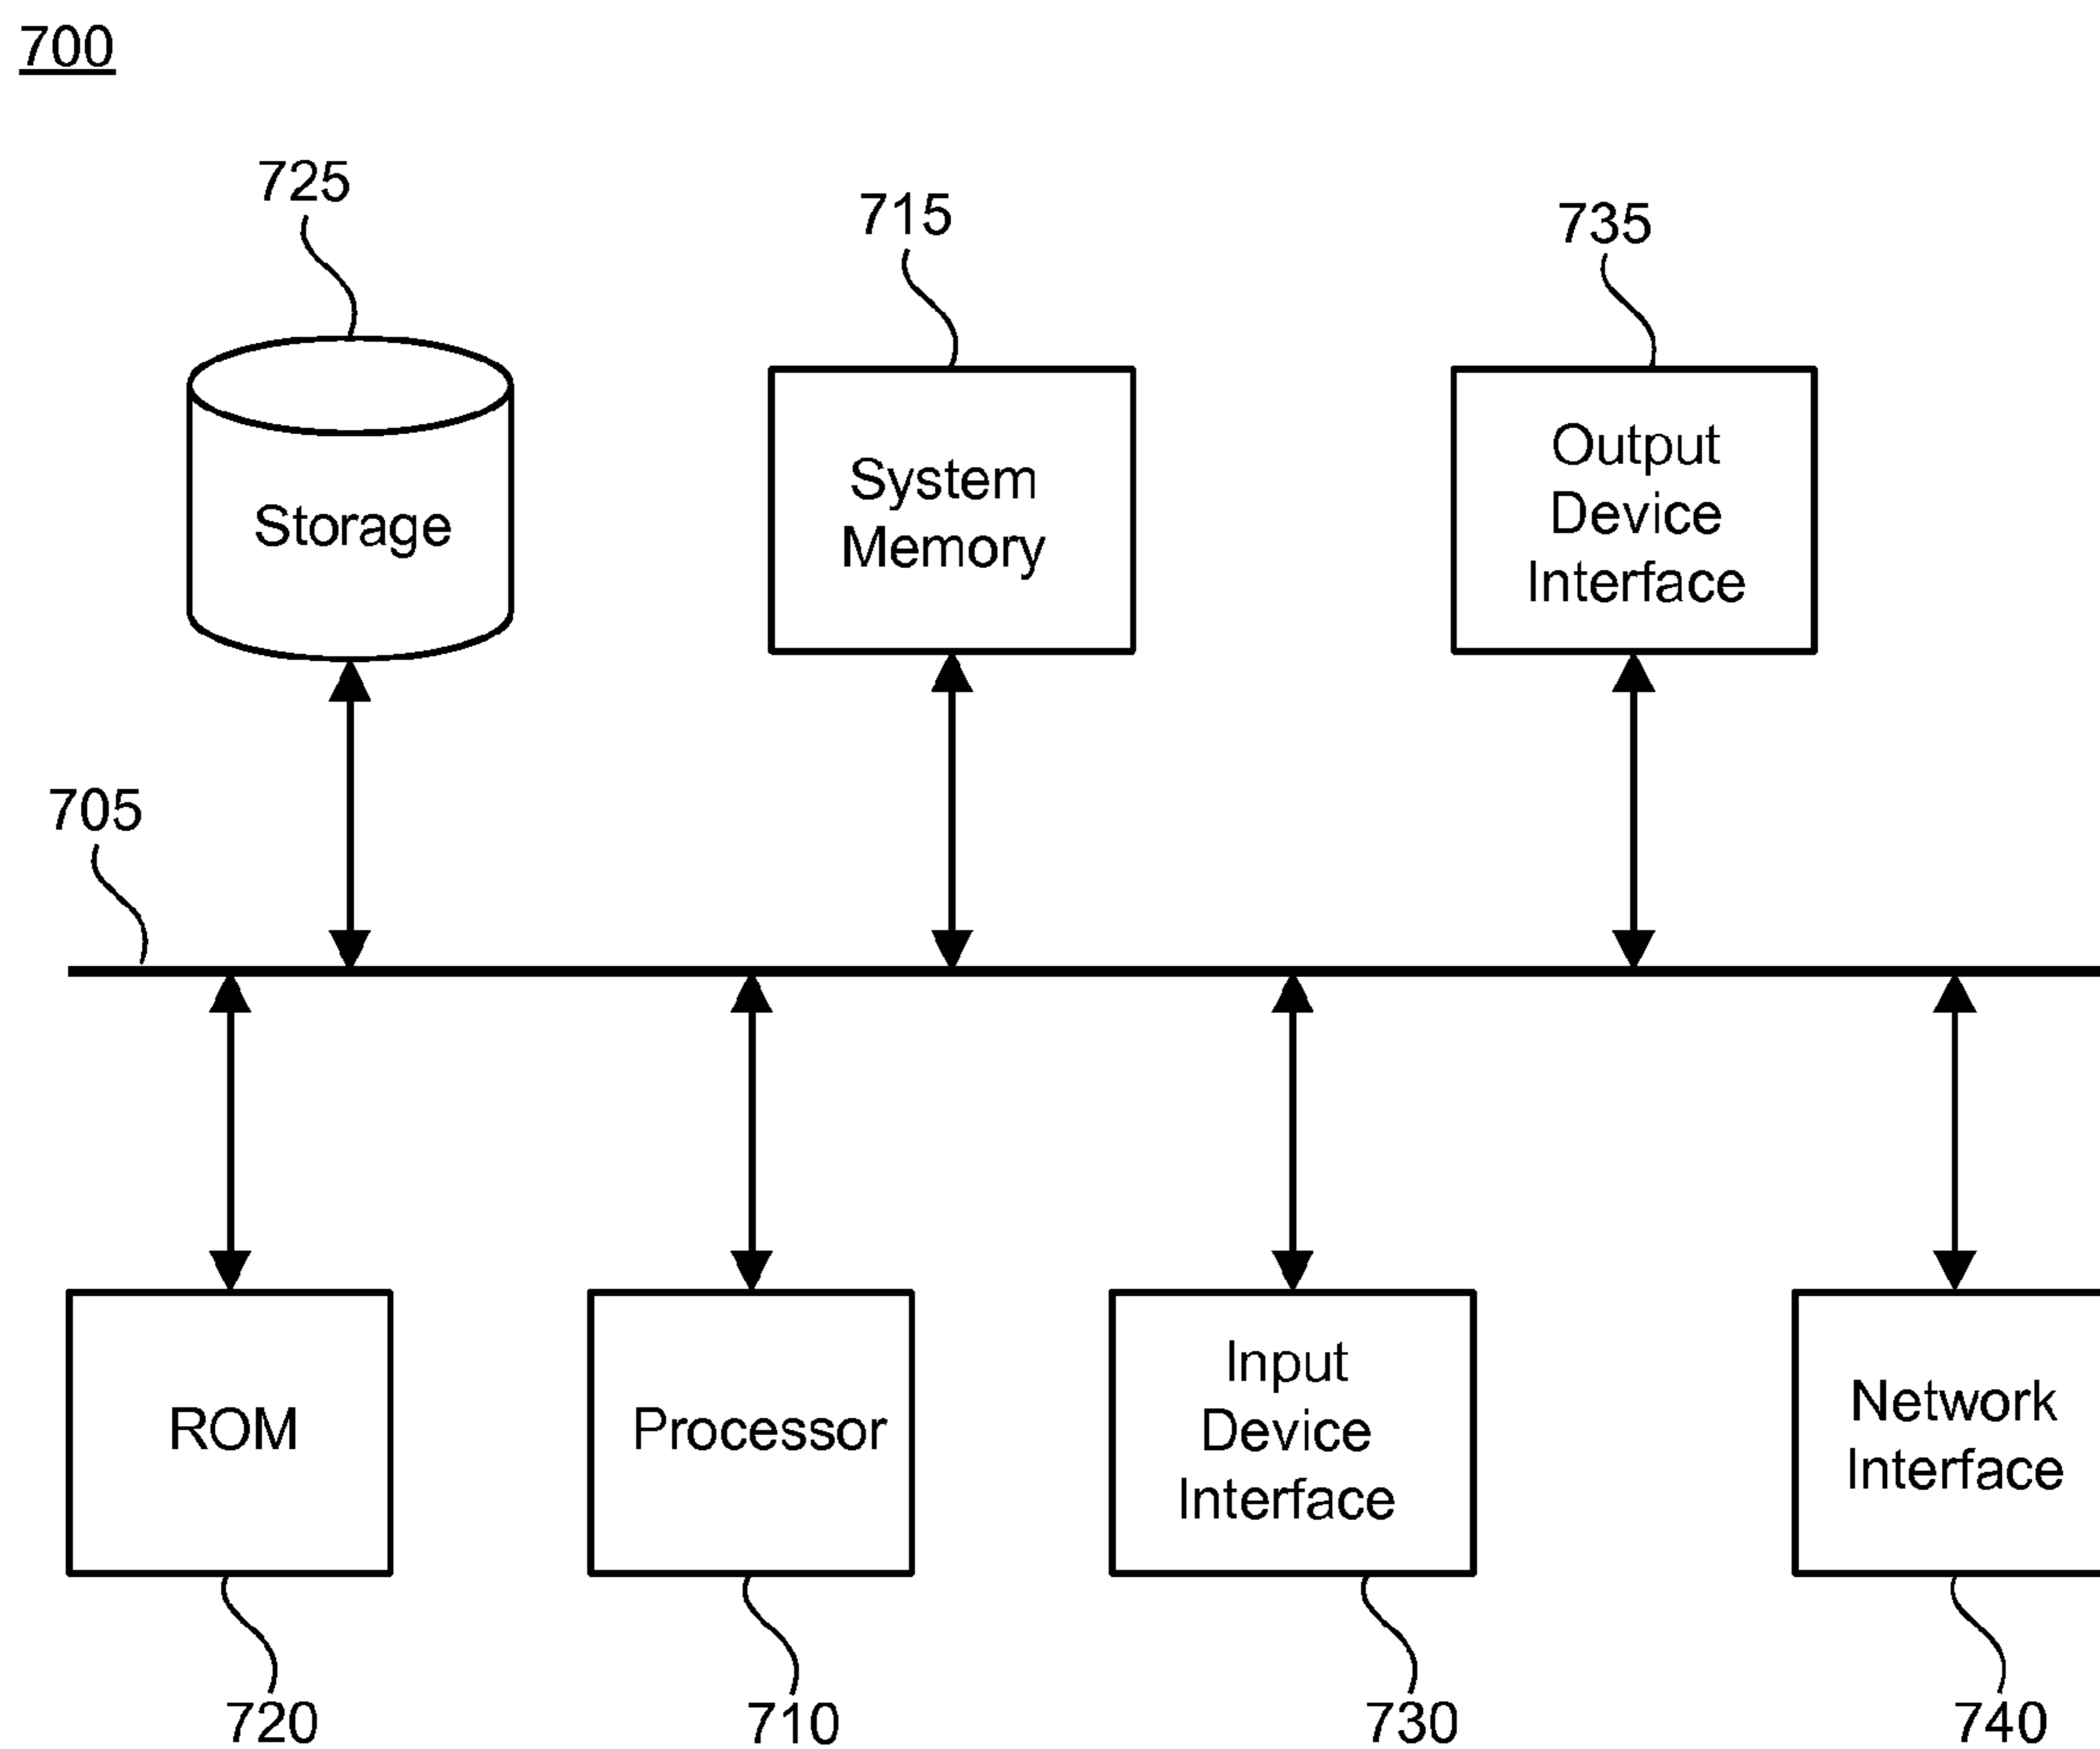 700
725
715
735
Storage
System
Memory
Output
Device
Interface
705
ROM
Processor
Input
Device
Interface
Network
Interface
720
710
730
740